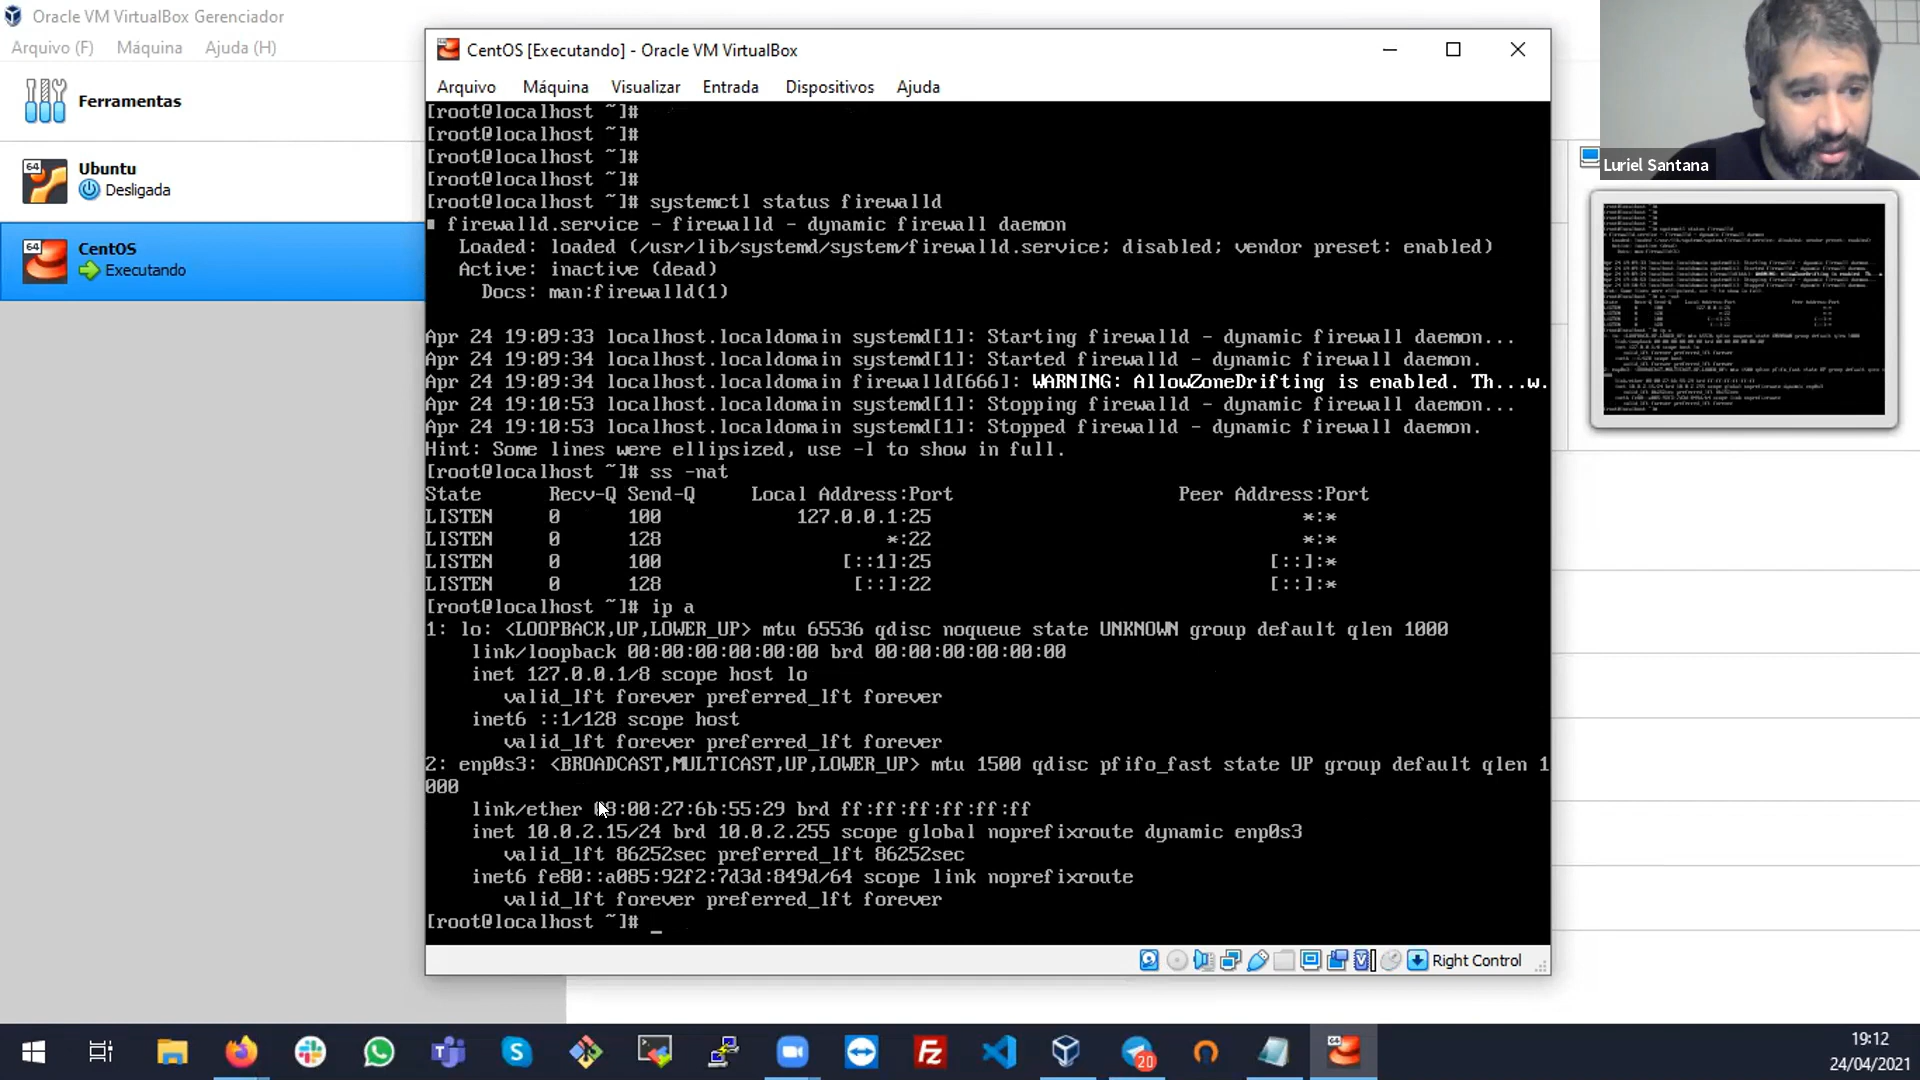 Oracle VM VirtualBox Gerenciador
Arquivo (F) Máquina Ajuda (H)
Ferramentas
64 Ubuntu
Desligada
64 CentOS
Executando
CentOS [Executando] - Oracle VM VirtualBox
Arquivo Máquina Visualizar Entrada Dispositivos Ajuda
[root@localhost ~]#
[root@localhost ~]#
[root@localhost ~]#
[root@localhost ~]#
[root@localhost ~]# systemctl status firewalld
firewalld.service - firewalld - dynamic firewall daemon
Loaded: loaded (/usr/lib/systemd/system/firewalld.service; disabled; vendor preset: enabled)
Active: inactive (dead)
Docs: man:firewalld(1)
Apr 24 19:09:33 localhost.localdomain systemd[1]: Starting firewalld - dynamic firewall daemon...
Apr 24 19:09:34 localhost.localdomain systemd[1]: Started firewalld - dynamic firewall daemon.
Apr 24 19:09:34 localhost.localdomain firewalld[666]: WARNING: AllowZoneDrifting is enabled. Th...w.
Apr 24 19:10:53 localhost.localdomain systemd[1]: Stopping firewalld - dynamic firewall daemon...
Apr 24 19:10:53 localhost.localdomain systemd[1]: Stopped firewalld - dynamic firewall daemon.
Hint: Some lines were ellipsized, use -l to show in full.
[root@localhost ~]# ss -nat
State Recv-Q Send-Q Local Address:Port Peer Address:Port
LISTEN 0 100 127.0.0.1:25 *:*
LISTEN 0 128 *:22 *:*
LISTEN 0 100 [::1]:25 [::]:*
LISTEN 0 128 [::]:22 [::]:*
[root@localhost ~]# ip a
1: lo: <LOOPBACK,UP,LOWER_UP> mtu 65536 qdisc noqueue state UNKNOWN group default qlen 1000
link/loopback 00:00:00:00:00:00 brd 00:00:00:00:00:00
inet 127.0.0.1/8 scope host lo
valid_lft forever preferred_lft forever
inet6 ::1/128 scope host
valid_lft forever preferred_lft forever
2: enp0s3: <BROADCAST,MULTICAST,UP,LOWER_UP> mtu 1500 qdisc pfifo_fast state UP group default qlen 1
000
link/ether 08:00:27:6b:55:29 brd ff:ff:ff:ff:ff:ff
inet 10.0.2.15/24 brd 10.0.2.255 scope global noprefixroute dynamic enp0s3
valid_lft 86252sec preferred_lft 86252sec
inet6 fe80::a085:92f2:7d3d:849d/64 scope link noprefixroute
valid_lft forever preferred_lft forever
[root@localhost ~]# _
Right Control
Luriel Santana
20
19:12
24/04/2021